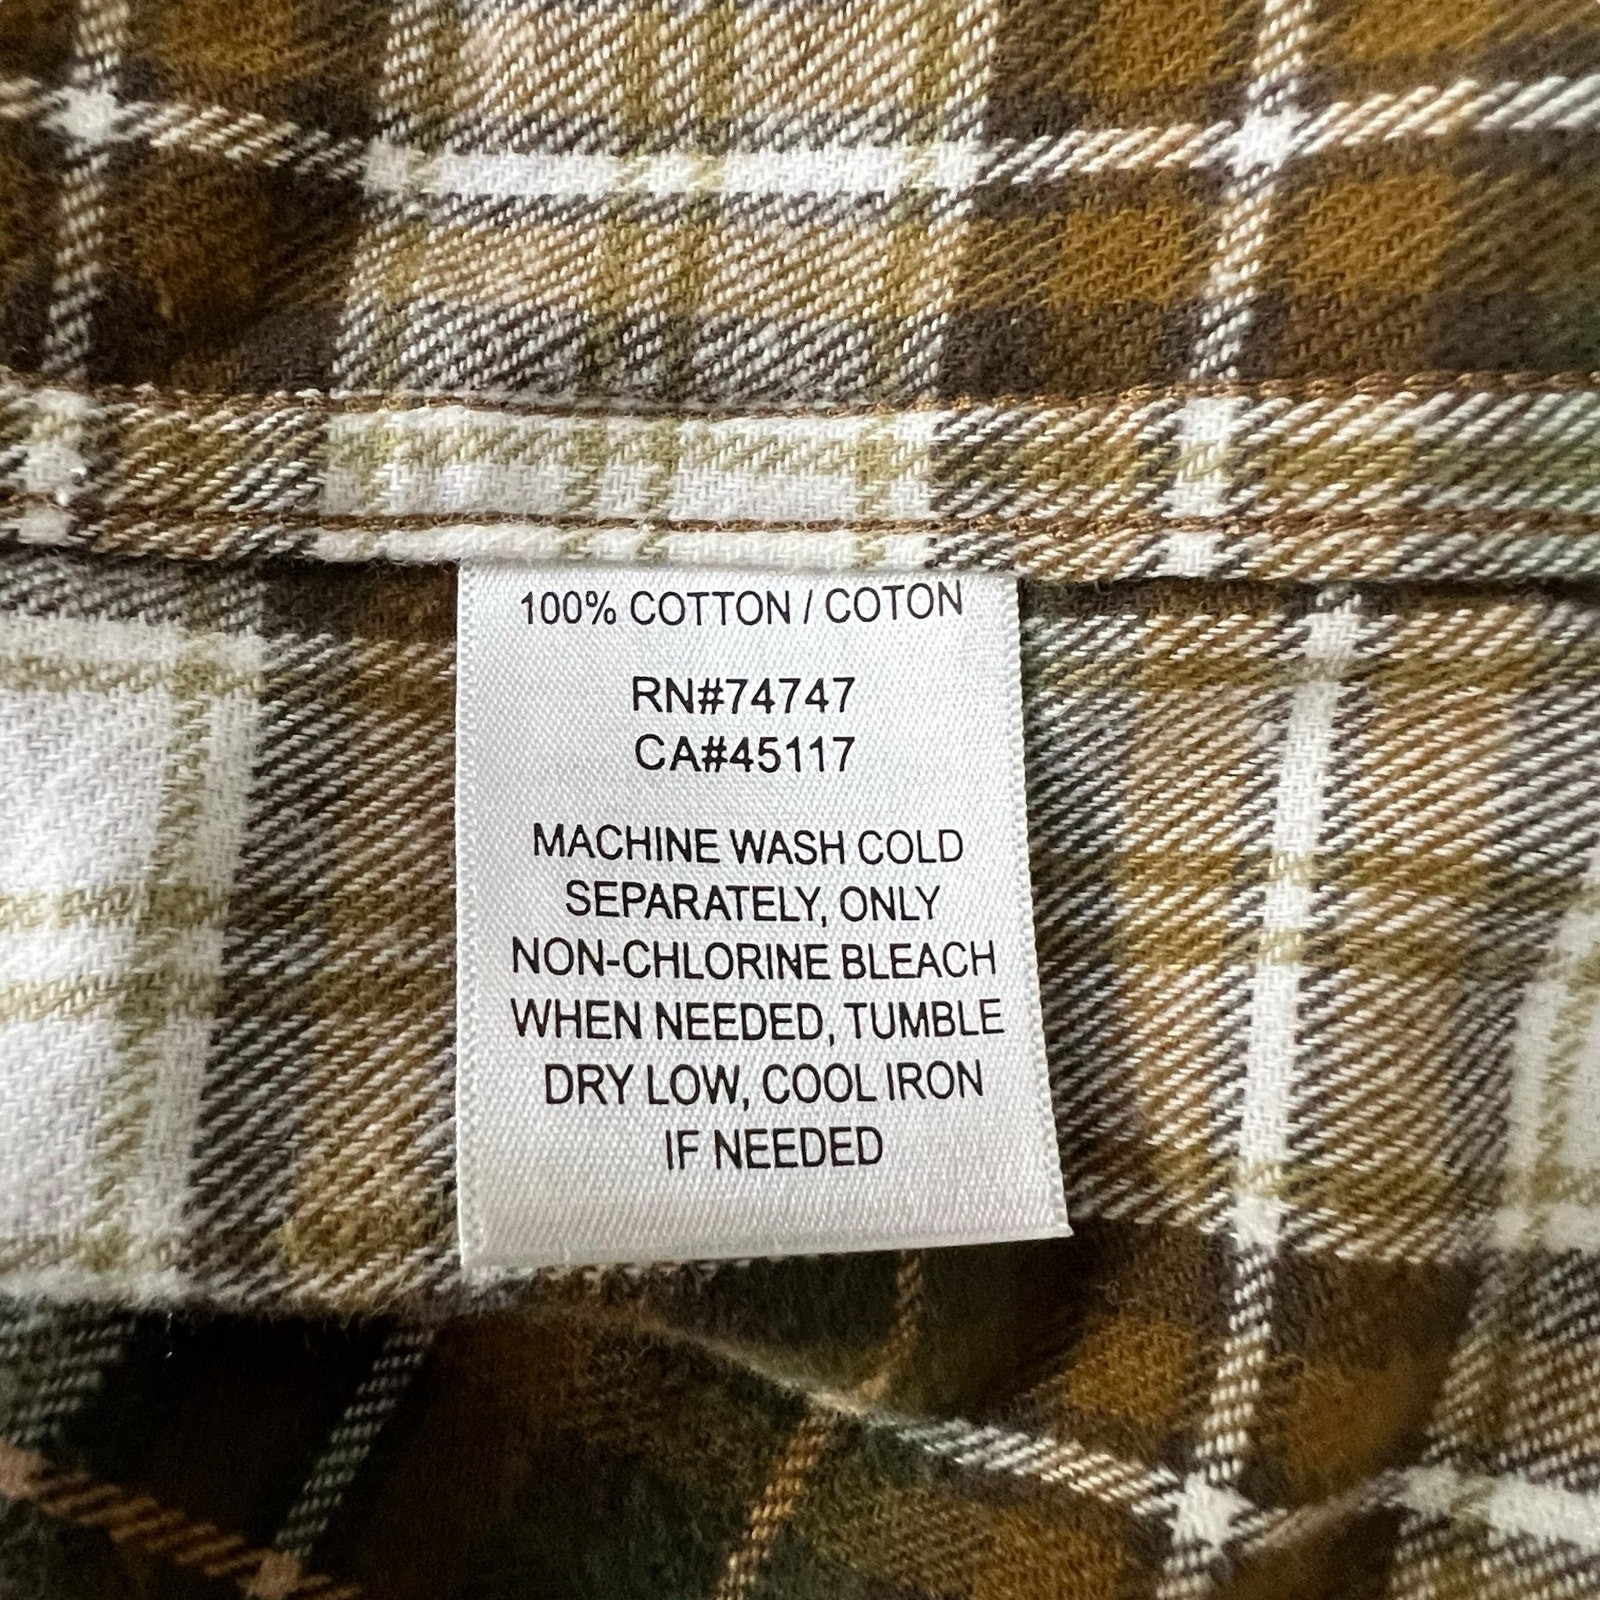 100% COTTON / COTON
RN#74747
CA#45117
MACHINE WASH COLD
SEPARATELY, ONLY
NON-CHLORINE BLEACH
WHEN NEEDED, TUMBLE
DRY LOW, COOL IRON
IF NEEDED